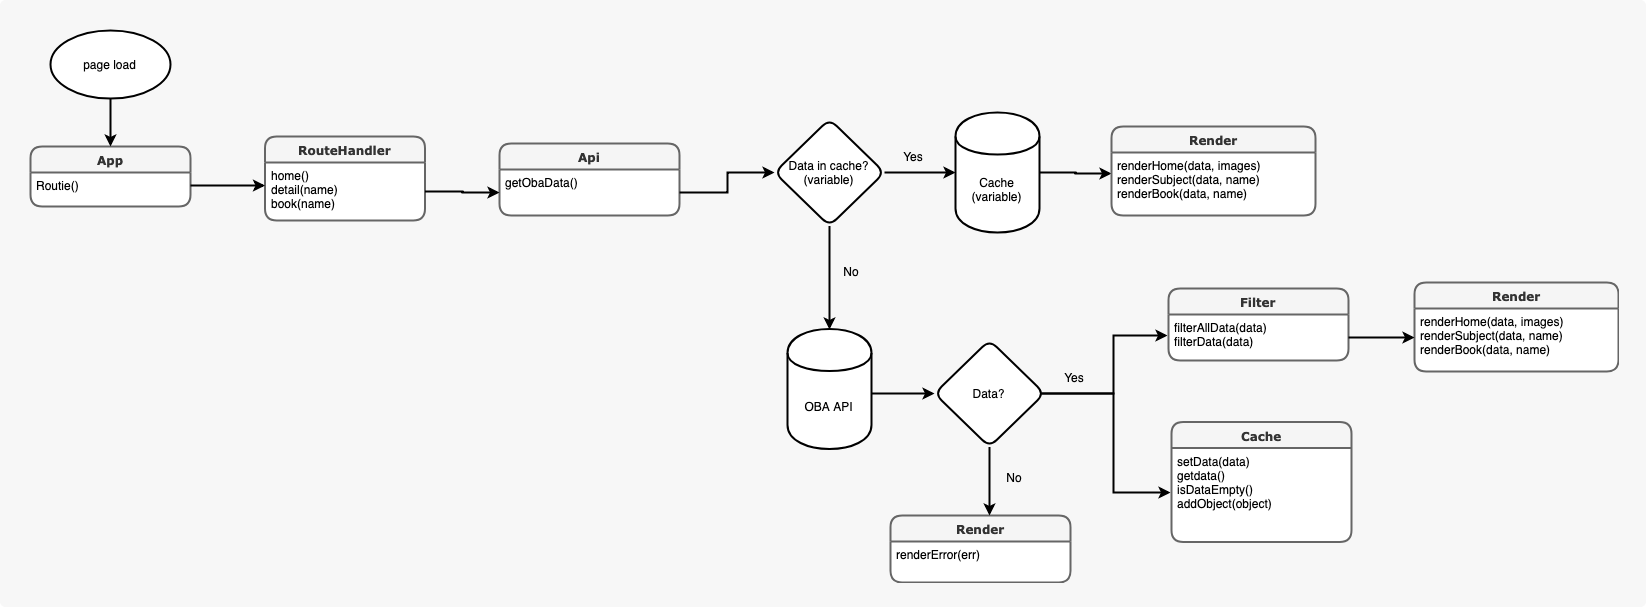 page load
App
Routie()
RouteHandler
home()
detail(name)
book(name)
Api
getObaData()
Data in cache?
(variable)
Yes
Cache
(variable)
Render
renderHome(data, images)
renderSubject(data, name)
renderBook(data, name)
No
OBA API
Data?
Yes
Filter
filterAllData(data)
filterData(data)
Render
renderHome(data, images)
renderSubject(data, name)
renderBook(data, name)
Cache
setData(data)
getdata()
isDataEmpty()
addObject(object)
No
Render
renderError(err)